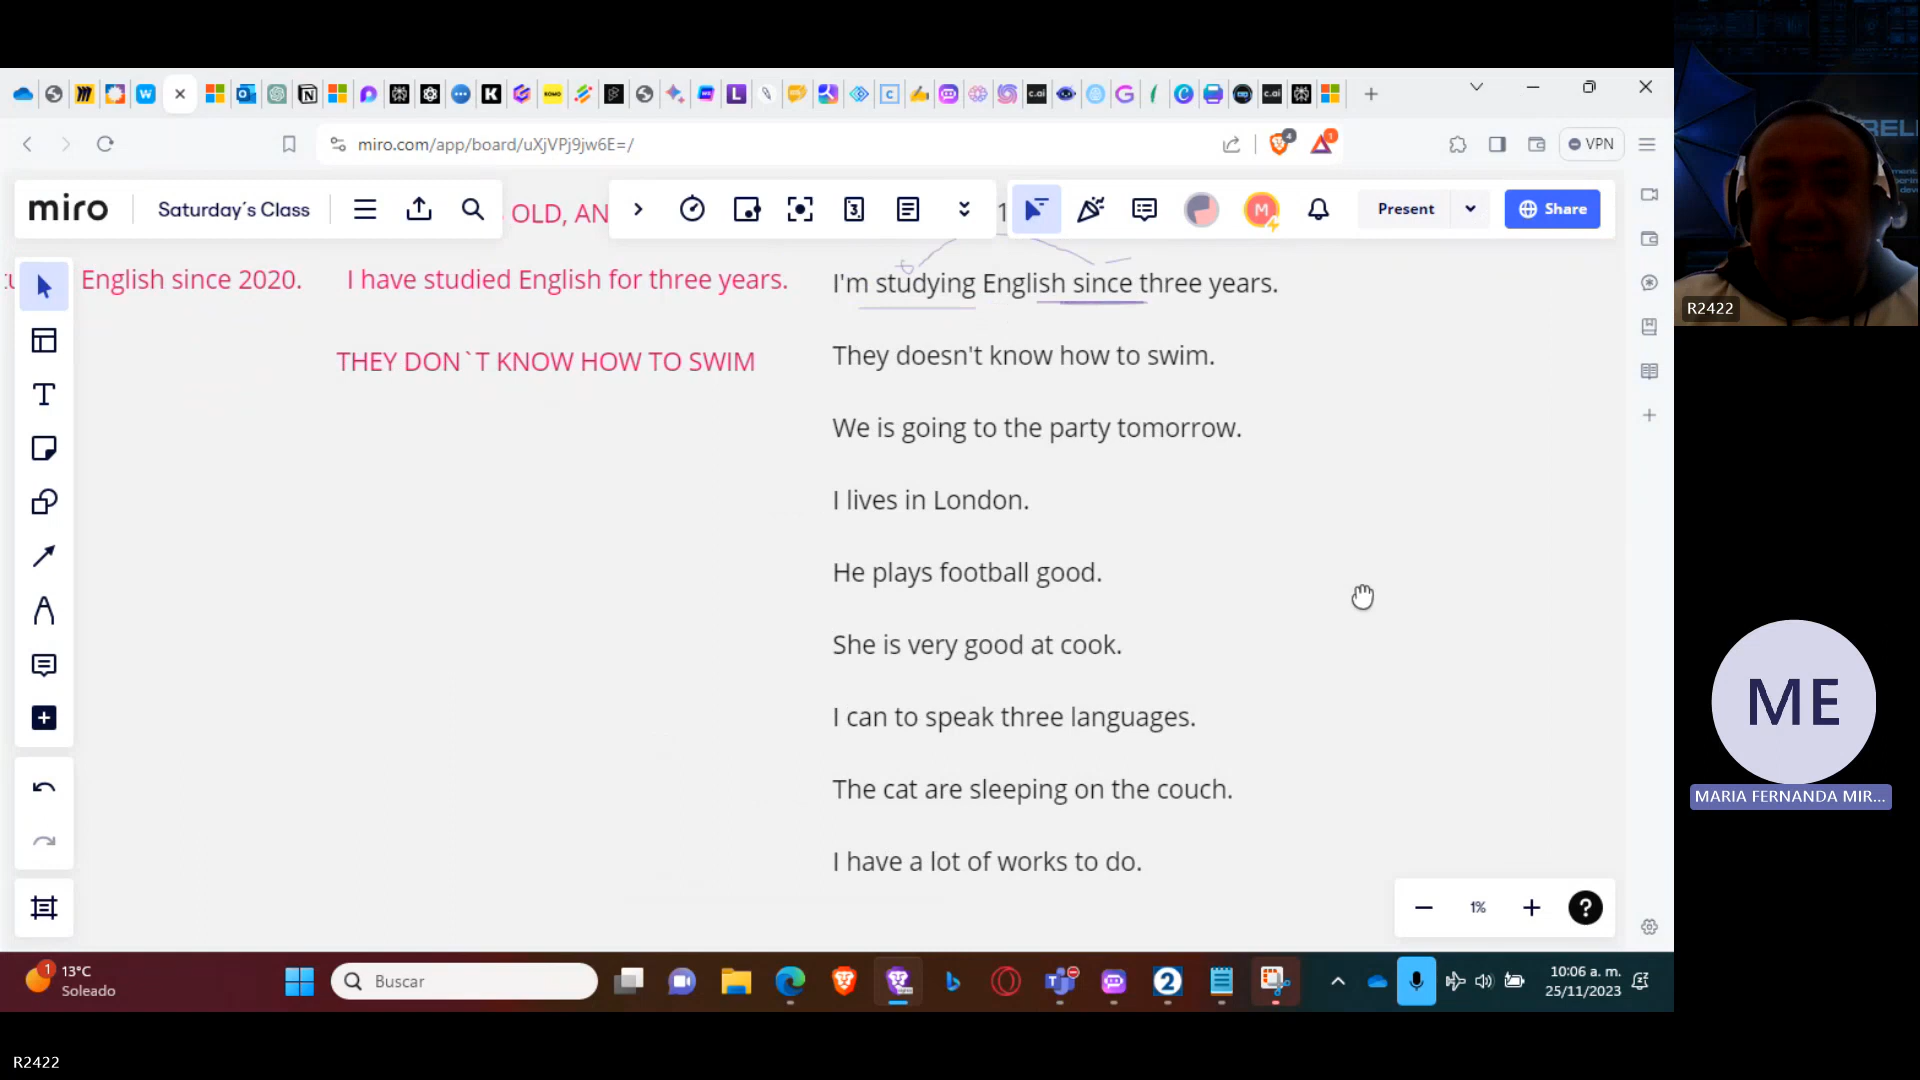 miro.com/app/board/uXjVPj9jw6E=/
VPN
miro
Saturday´s Class
OLD, AN
1
Present
Share
English since 2020.
I have studied English for three years.
THEY DON`T KNOW HOW TO SWIM
I'm studying English since three years.
They doesn't know how to swim.
We is going to the party tomorrow.
I lives in London.
He plays football good.
She is very good at cook.
I can to speak three languages.
The cat are sleeping on the couch.
I have a lot of works to do.
1%
13°C
Soleado
Buscar
10:06 a. m.
25/11/2023
R2422
ME
MARIA FERNANDA MIR...
R2422